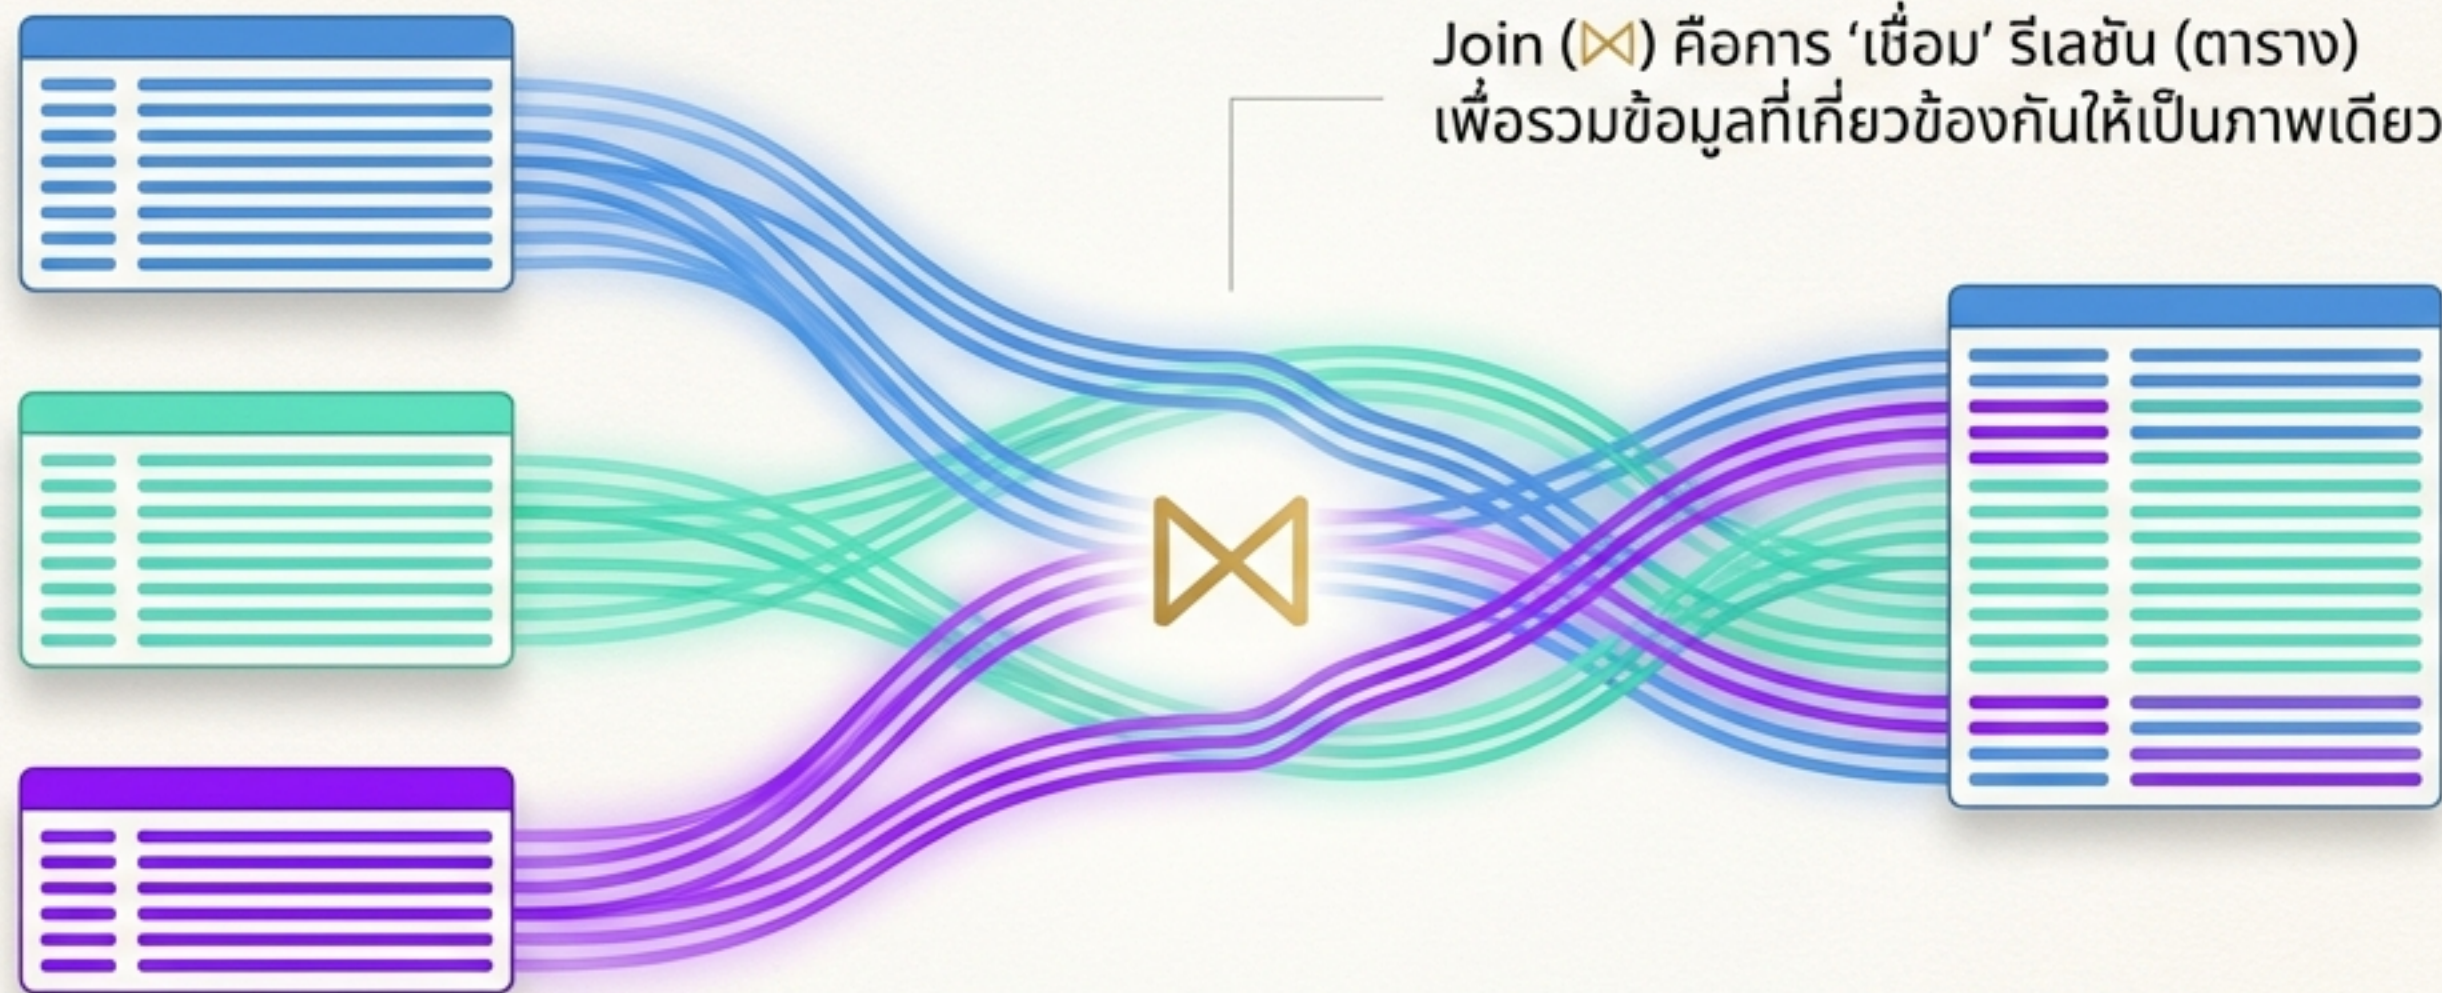 Join (⋈) คือการ ‘เชื่อม’ รีเลชัน (ตาราง)
เพื่อรวมข้อมูลที่เกี่ยวข้องกันให้เป็นภาพเดียว
⋈